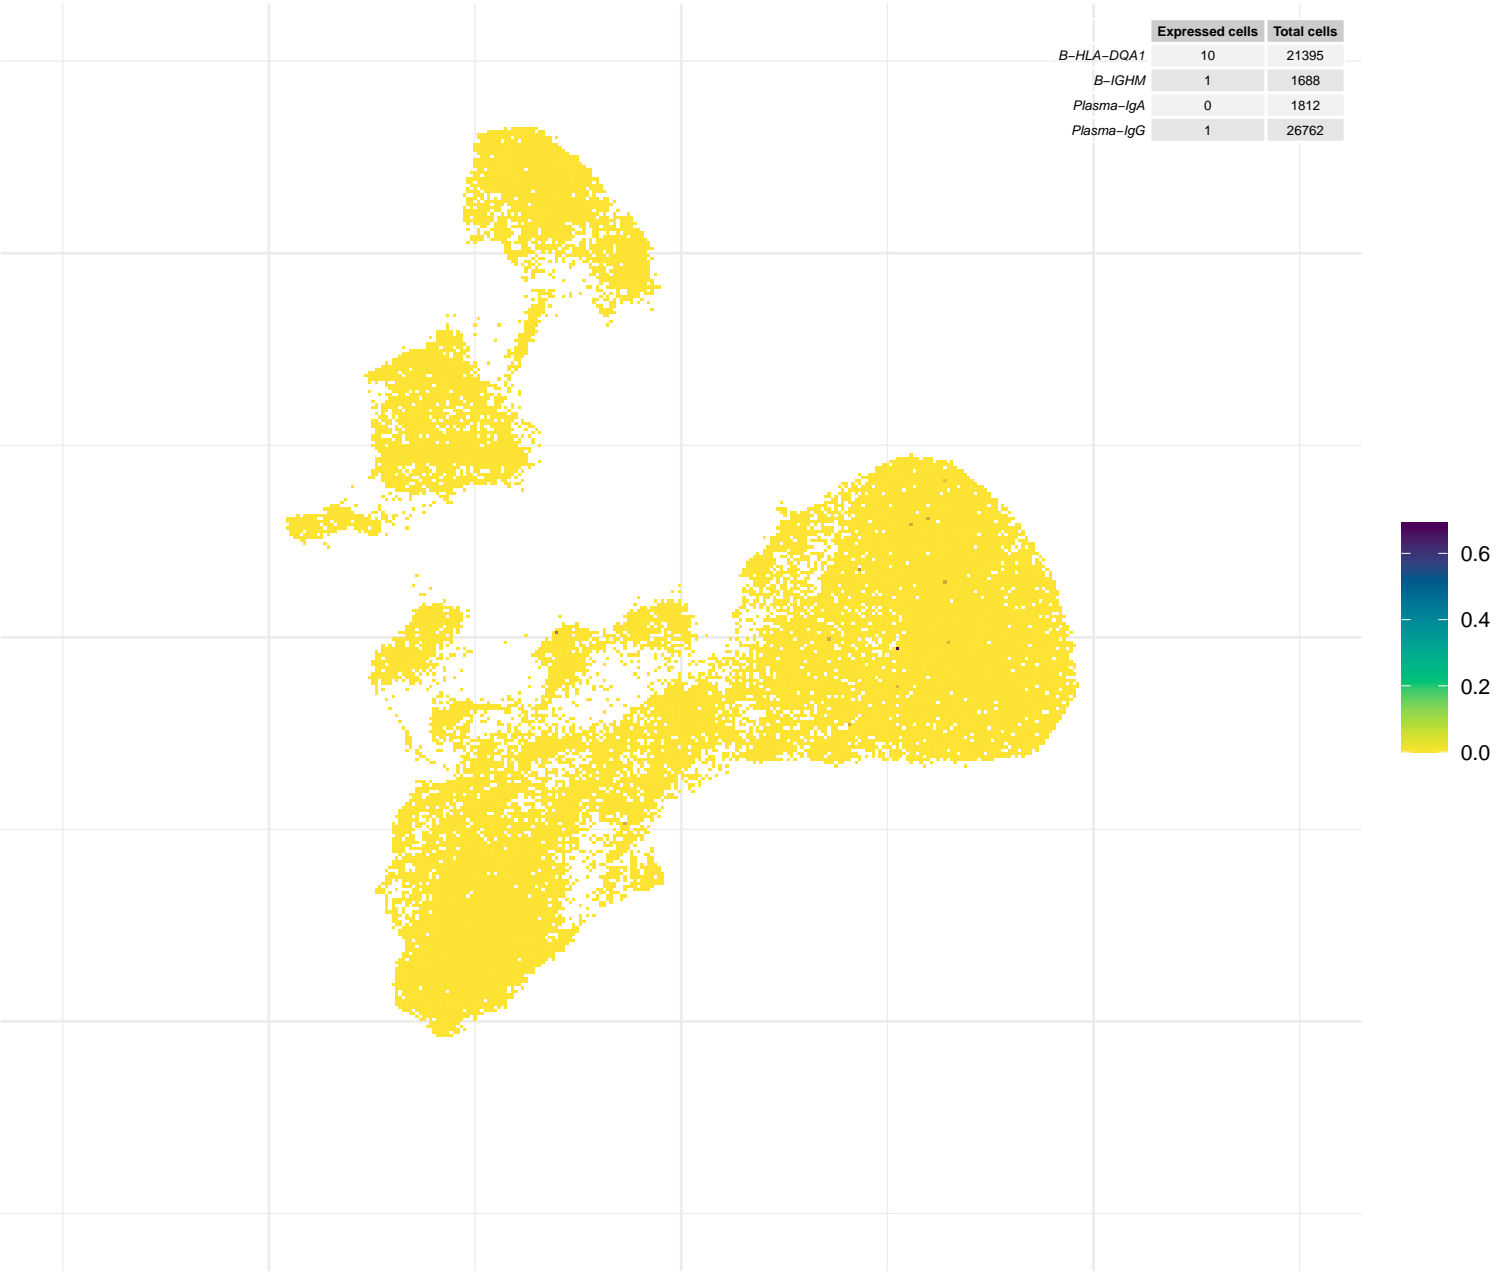 Expressed cells Total cells
B−HLA−DQA1 10 21395
B−IGHM 1 1688
Plasma−IgA 0 1812
Plasma−IgG 1 26762
0.6
0.4
0.2
0.0